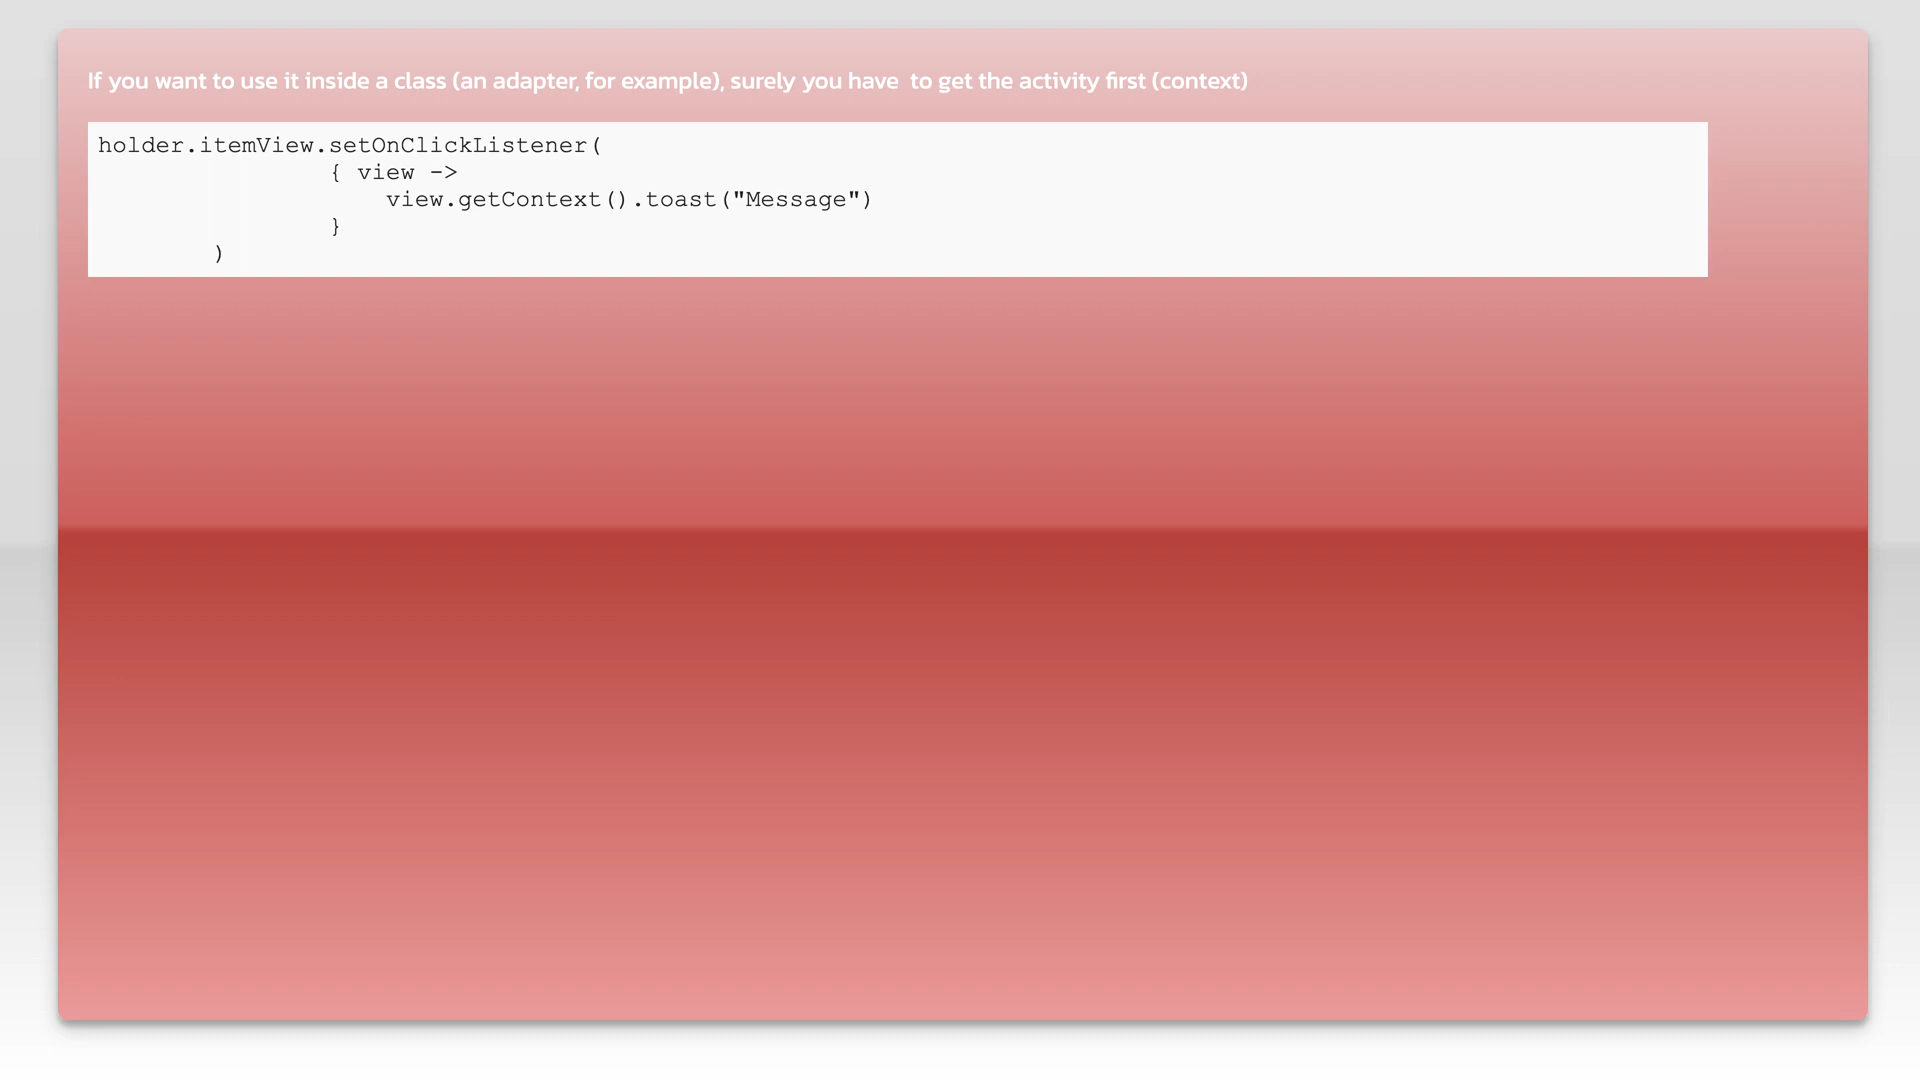 If you want to use it inside a class (an adapter, for example), surely you have  to get the activity first (context)
holder.itemView.setOnClickListener(
                { view ->
                    view.getContext().toast("Message")
                }
        )